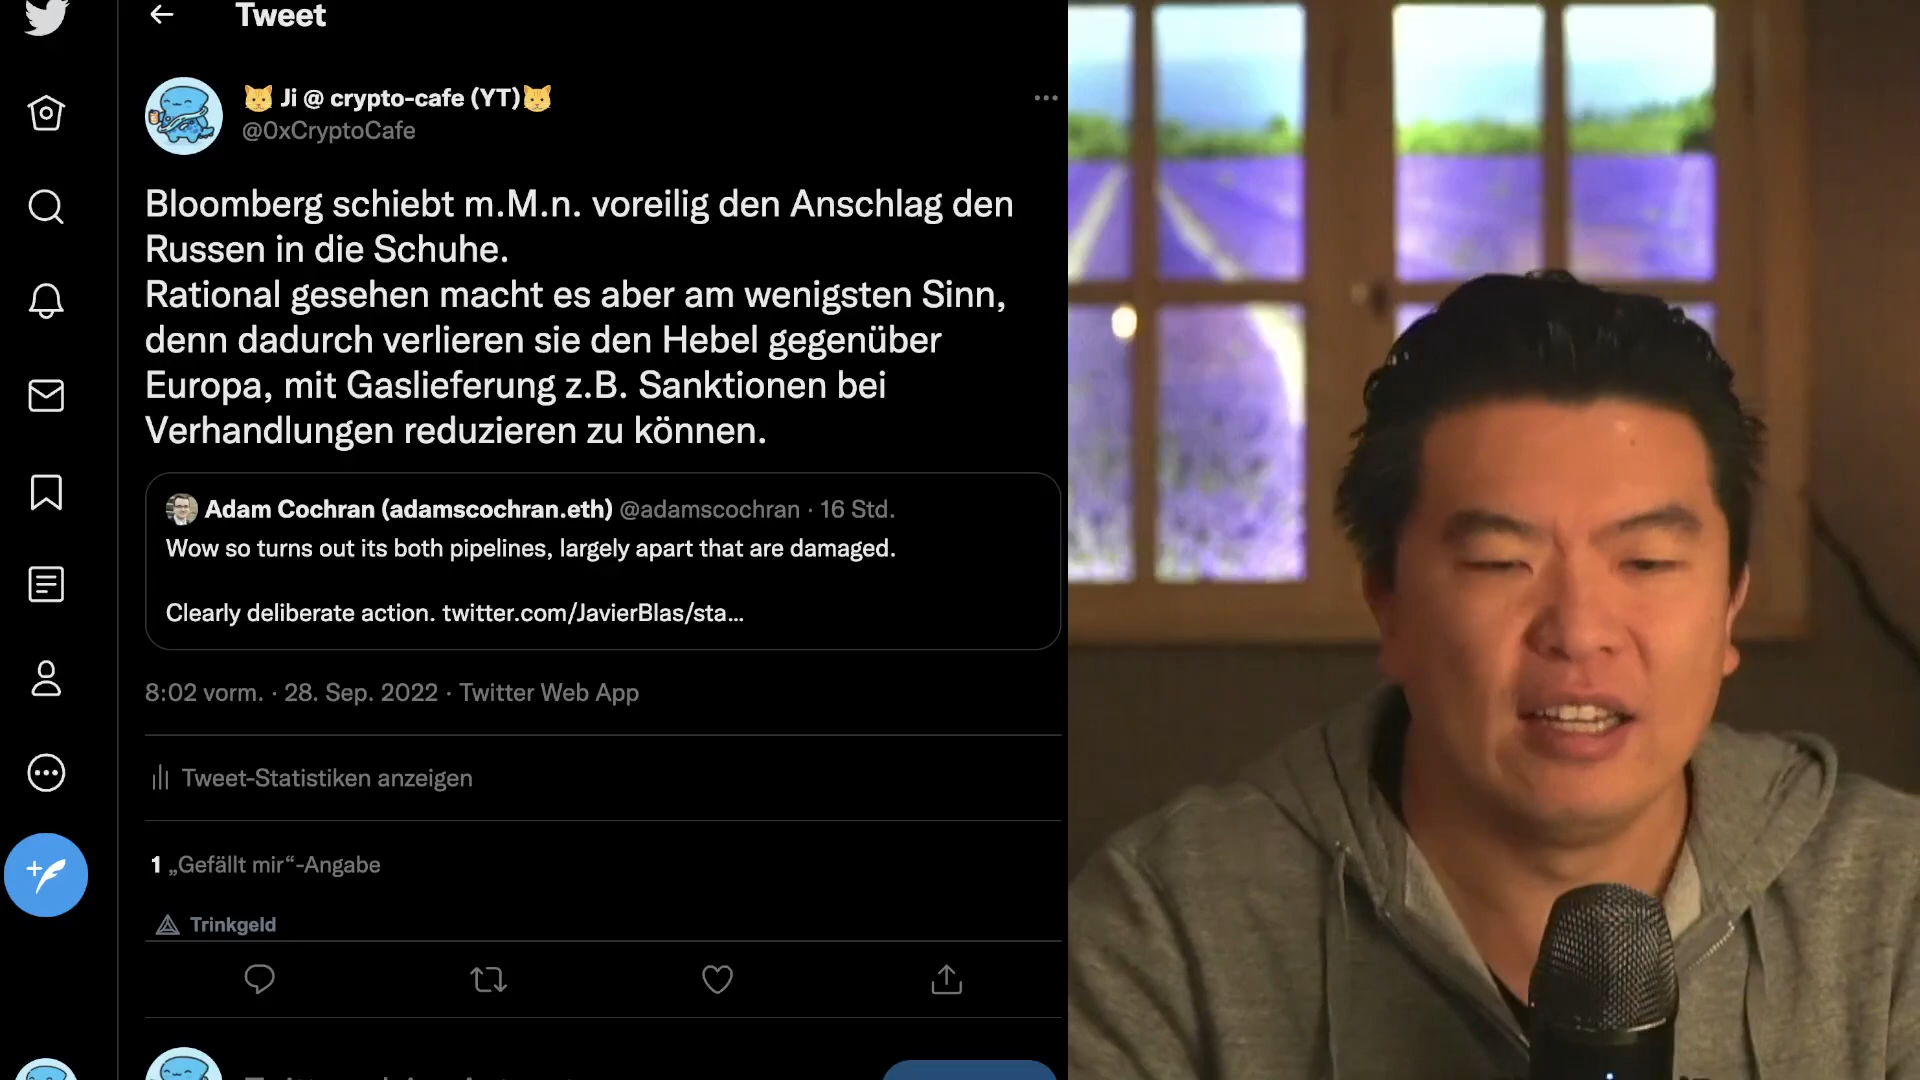 Tweet
🐱 Ji @ crypto-cafe (YT)🐱
@0xCryptoCafe
Bloomberg schiebt m.M.n. voreilig den Anschlag den
Russen in die Schuhe.
Rational gesehen macht es aber am wenigsten Sinn,
denn dadurch verlieren sie den Hebel gegenüber
Europa, mit Gaslieferung z.B. Sanktionen bei
Verhandlungen reduzieren zu können.
Adam Cochran (adamscochran.eth) @adamscochran · 16 Std.
Wow so turns out its both pipelines, largely apart that are damaged.
Clearly deliberate action. twitter.com/JavierBlas/sta...
8:02 vorm. · 28. Sep. 2022 · Twitter Web App
Tweet-Statistiken anzeigen
1 „Gefällt mir“-Angabe
Trinkgeld